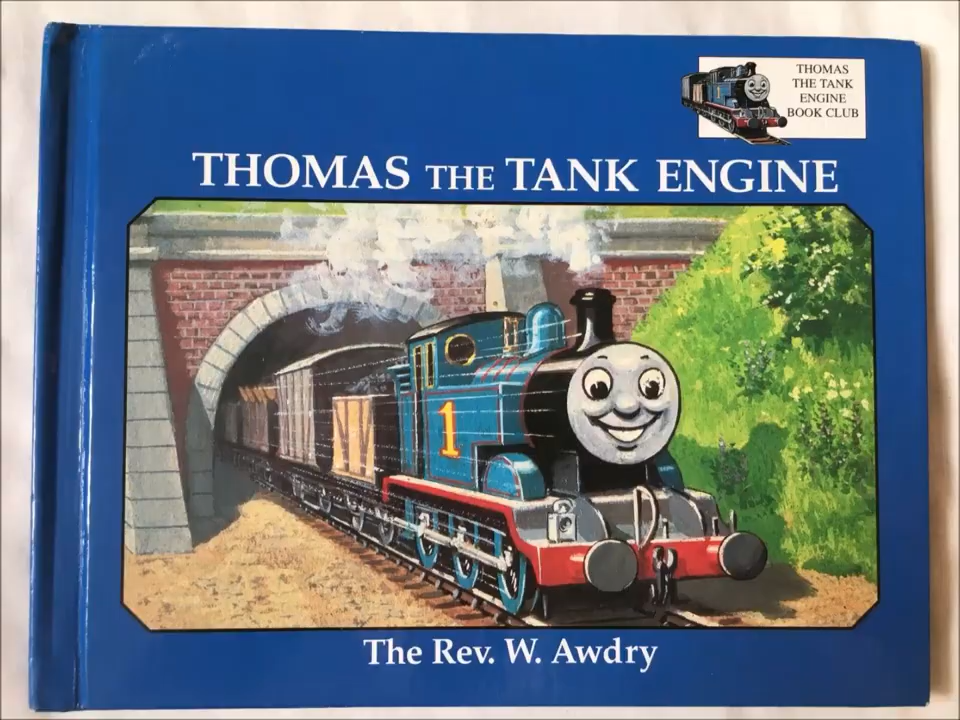 THOMAS
THE TANK
ENGINE
BOOK CLUB
THOMAS THE TANK ENGINE
1
The Rev. W. Awdry